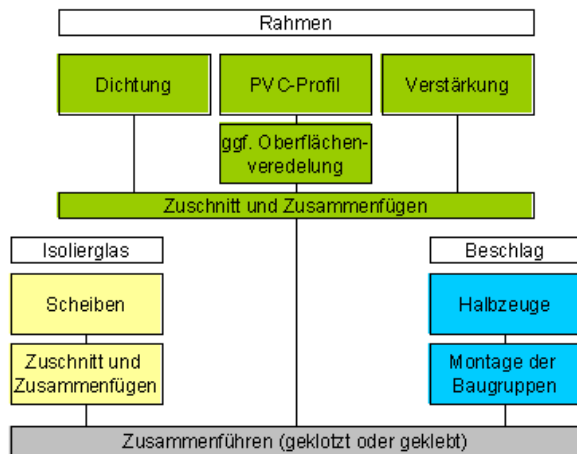 Rahmen
Dichtung
PVC-Profil
Verstärkung
ggf. Oberflächen-
veredelung
Zuschnitt und Zusammenfügen
Isolierglas
Beschlag
Scheiben
Halbzeuge
Zuschnitt und
Zusammenfügen
Montage der
Baugruppen
Zusammenführen (geklotzt oder geklebt)